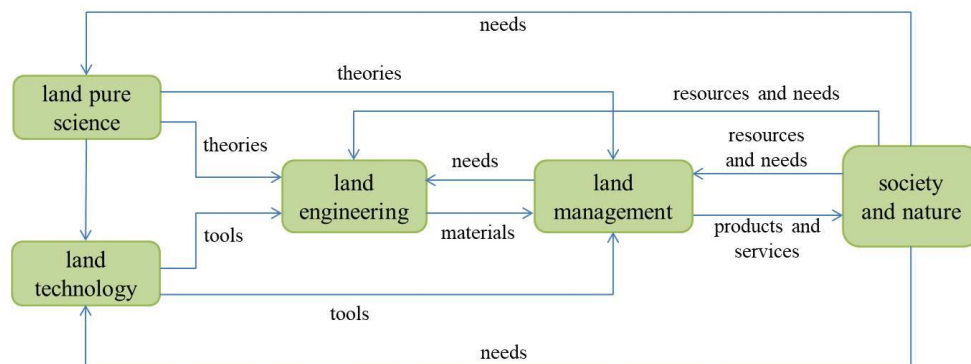 needs
theories
land pure
science
resources and needs
theories
resources
and needs
needs
land
engineering
land
management
society
and nature
tools
materials
products and
services
land
technology
tools
needs